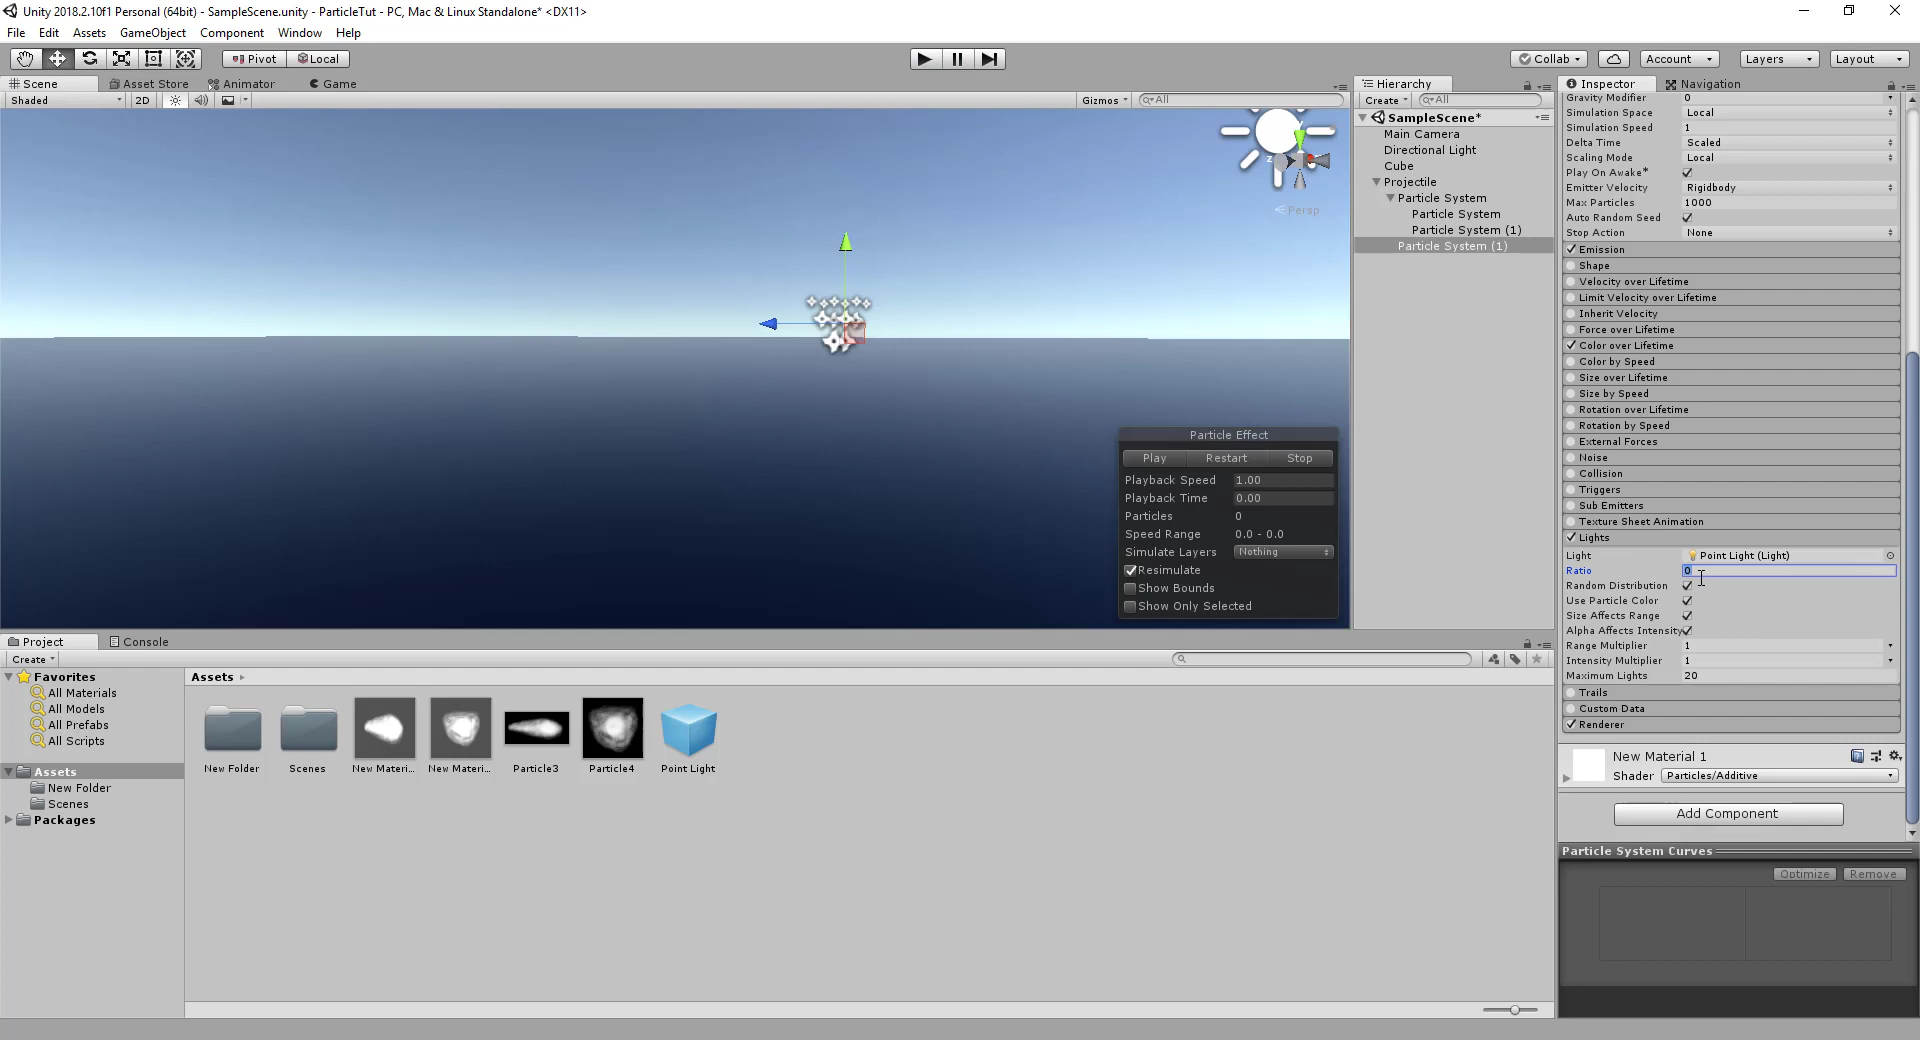 Unity 2018.2.10f1 Personal (64bit) - SampleScene.unity - ParticleTut - PC, Mac & Linux Standalone* <DX11>
File Edit Assets GameObject Component Window Help
Pivot Local Collab Account Layers Layout
Scene Asset Store Animator Game
Shaded 2D Gizmos All
Persp
Particle Effect
Play Restart Stop
Playback Speed 1.00
Playback Time 0.00
Particles 0
Speed Range 0.0 - 0.0
Simulate Layers Nothing
Resimulate
Show Bounds
Show Only Selected
Hierarchy
Create All
SampleScene*
Main Camera
Directional Light
Cube
Projectile
Particle System
Particle System
Particle System (1)
Particle System (1)
Inspector Navigation
Gravity Modifier 0
Simulation Space Local
Simulation Speed 1
Delta Time Scaled
Scaling Mode Local
Play On Awake*
Emitter Velocity Rigidbody
Max Particles 1000
Auto Random Seed
Stop Action None
Emission
Shape
Velocity over Lifetime
Limit Velocity over Lifetime
Inherit Velocity
Force over Lifetime
Color over Lifetime
Color by Speed
Size over Lifetime
Size by Speed
Rotation over Lifetime
Rotation by Speed
External Forces
Noise
Collision
Triggers
Sub Emitters
Texture Sheet Animation
Lights
Light Point Light (Light)
Ratio 0
Random Distribution
Use Particle Color
Size Affects Range
Alpha Affects Intensity
Range Multiplier 1
Intensity Multiplier 1
Maximum Lights 20
Trails
Custom Data
Renderer
New Material 1
Shader Particles/Additive
Add Component
Particle System Curves
Optimize Remove
Project Console
Create
Favorites
All Materials
All Models
All Prefabs
All Scripts
Assets
New Folder
Scenes
Packages
Assets
New Folder Scenes New Materi... New Materi... Particle3 Particle4 Point Light